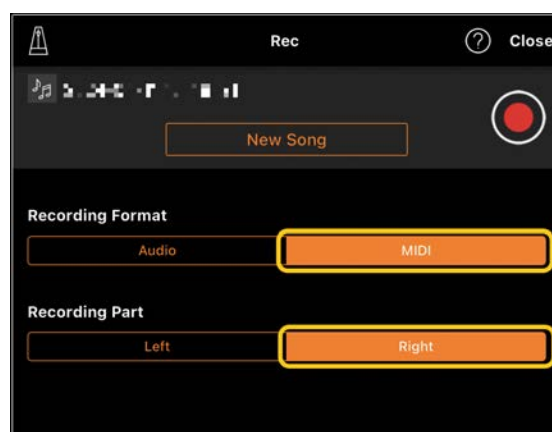 Rec
Close
New Song
Recording Format
Audio
MIDI
Recording Part
Left
Right